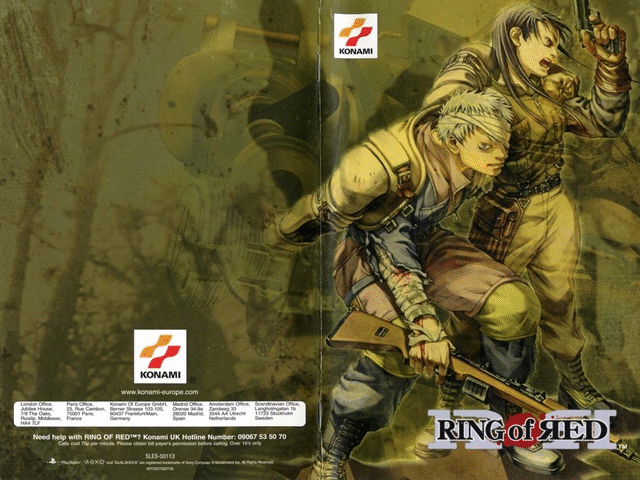 KONAMI
KONAMI
www.konami-europe.com
London Office, Jubilee House, 7/9 The Oaks, Ruislip, Middlesex, HA4 7LF
Paris Office, 23, Rue Cambon, 75001 Paris, France
Konami Of Europe GmbH, Berner Strasse 103-105, 60437 Frankfurt/Main, Germany
Madrid Office, Orense 34-9a 28020 Madrid, Spain
Amsterdam Office, Zandweg 33 3544 AA Utrecht Netherlands
Scandinavian Office, Langholmsgatan 19 11733 Stockholm Sweden
Need help with RING OF RED™? Konami UK Hotline Number: 09067 53 50 70
Calls cost 75p per minute. Please obtain bill payer's permission before calling. Over 16's only
SLES-50113
RING of ЯED
™